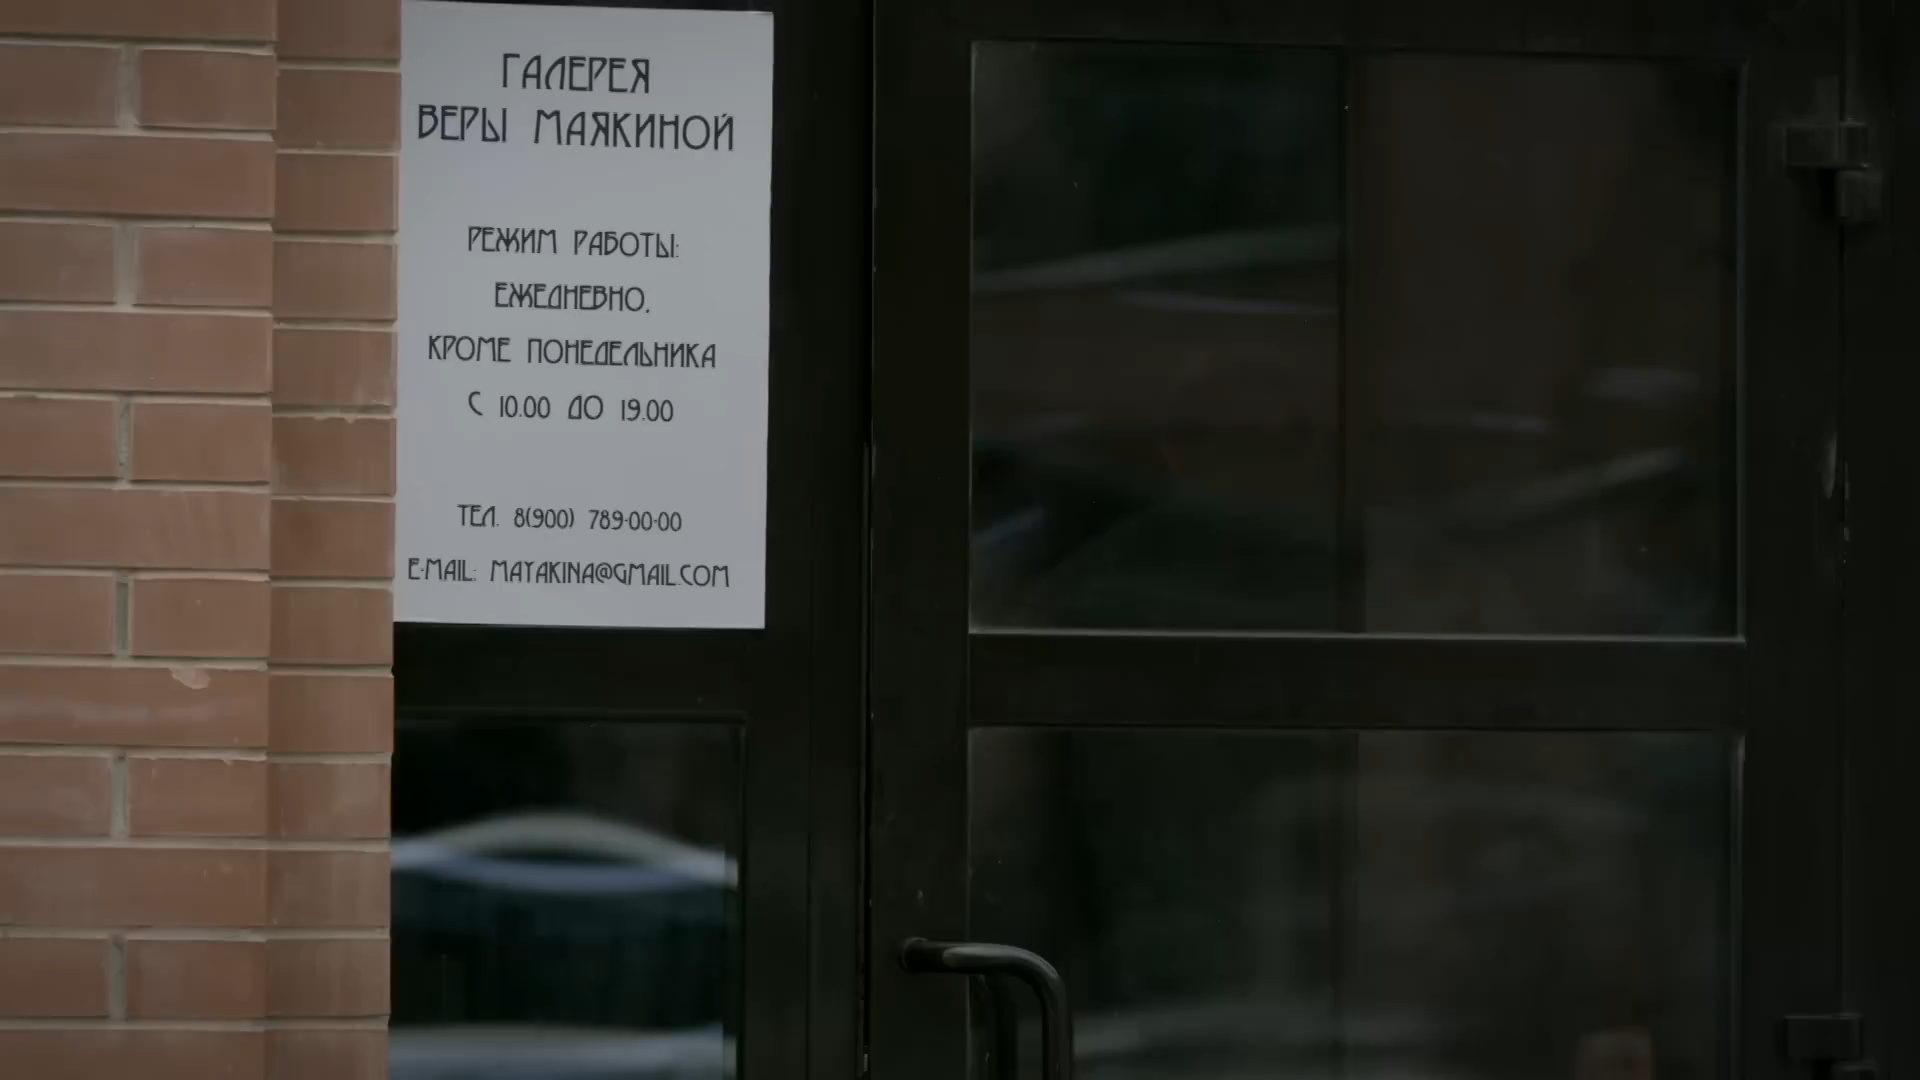 ГАЛЕРЕЯ
ВЕРЫ МАЯКИНОЙ
РЕЖИМ РАБОТЫ:
ЕЖЕДНЕВНО,
КРОМЕ ПОНЕДЕЛЬНИКА
С 10.00 ДО 19.00
ТЕЛ. 8(900) 789-00-00
E-MAIL: MAYAKINA@GMAIL.COM